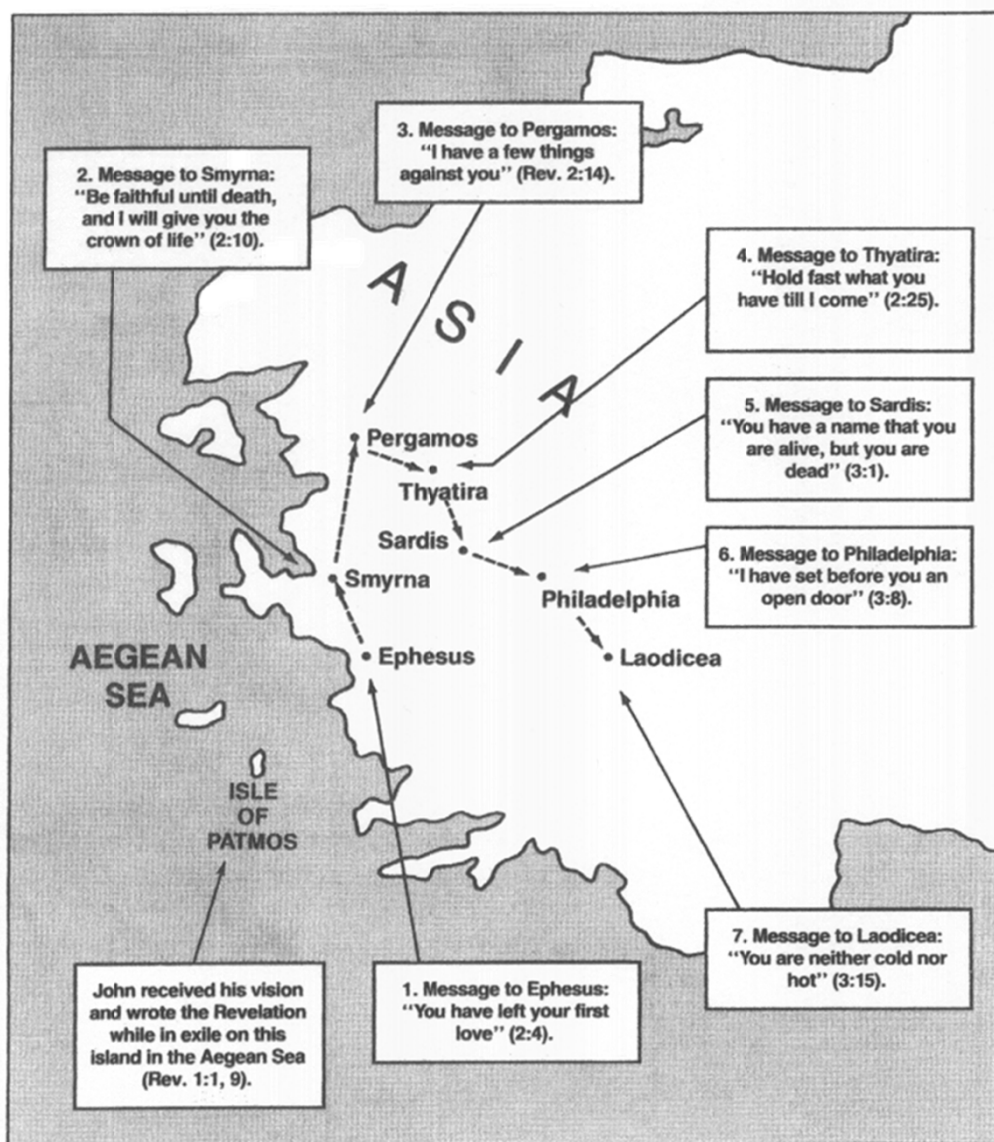 3. Message to Pergamos:
"I have a few things
against you" (Rev. 2:14).
2. Message to Smyrna:
"Be faithful until death,
and I will give you the
crown of life" (2:10).
4. Message to Thyatira:
"Hold fast what you
have till I come" (2:25).
ASIA
5. Message to Sardis:
"You have a name that you
are alive, but you are
dead" (3:1).
Pergamos
Thyatira
Sardis
6. Message to Philadelphia:
"I have set before you an
open door" (3:8).
Smyrna
Philadelphia
Ephesus
Laodicea
AEGEAN
SEA
ISLE
OF
PATMOS
7. Message to Laodicea:
"You are neither cold nor
hot" (3:15).
John received his vision
and wrote the Revelation
while in exile on this
island in the Aegean Sea
(Rev. 1:1, 9).
1. Message to Ephesus:
"You have left your first
love" (2:4).